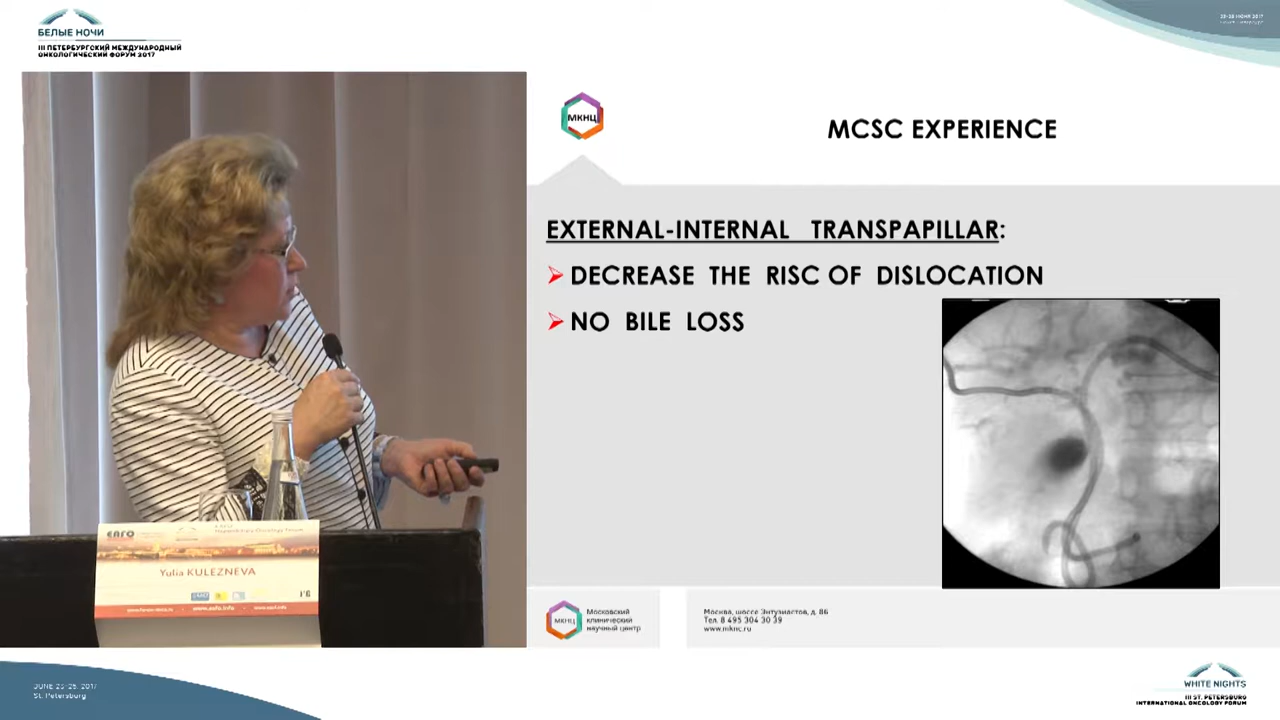 БЕЛЫЕ НОЧИ
III ПЕТЕРБУРГСКИЙ МЕЖДУНАРОДНЫЙ
ОНКОЛОГИЧЕСКИЙ ФОРУМ 2017
МКНЦ
MCSC EXPERIENCE
EXTERNAL-INTERNAL TRANSPAPILLAR:
DECREASE THE RISC OF DISLOCATION
NO BILE LOSS
Yulia KULEZNEVA
МКНЦ
Московский
клинический
научный центр
Москва, шоссе Энтузиастов, д. 86
Тел. 8 495 304 30 39
www.mknc.ru
JUNE 23-25, 2017
St. Petersburg
WHITE NIGHTS
III ST. PETERSBURG
INTERNATIONAL ONCOLOGY FORUM